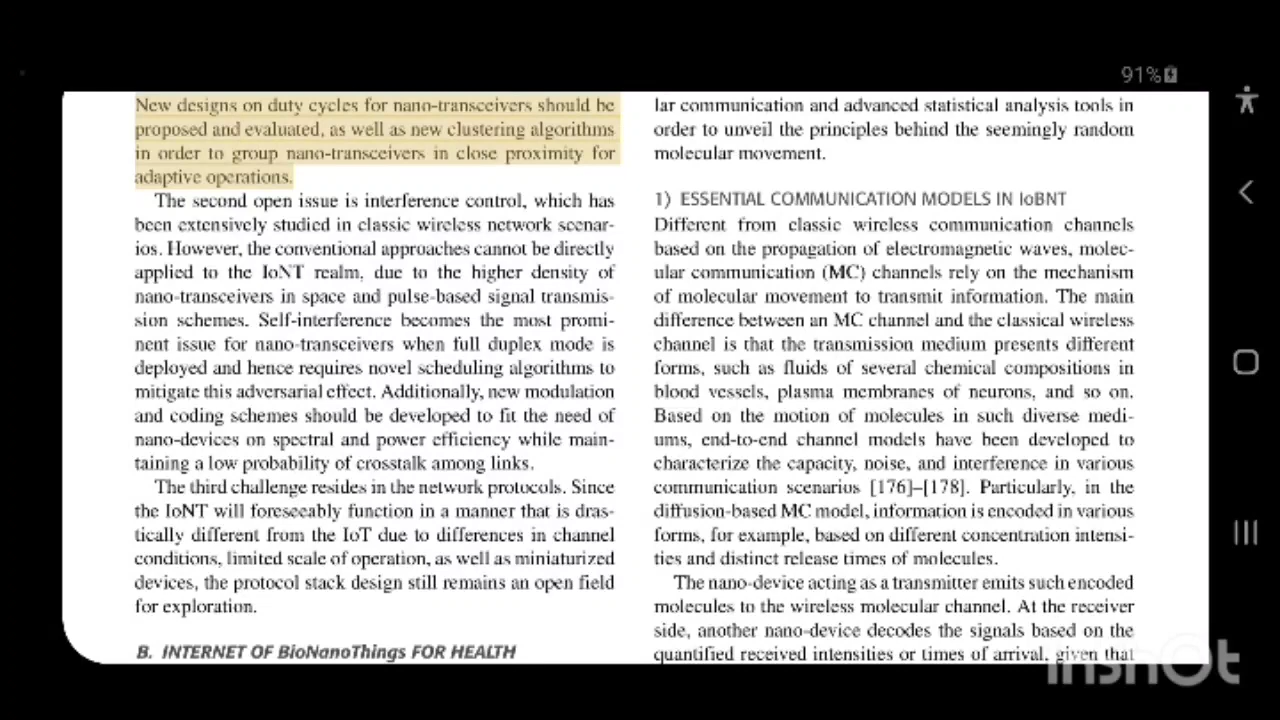 91%
New designs on duty cycles for nano-transceivers should be
proposed and evaluated, as well as new clustering algorithms
in order to group nano-transceivers in close proximity for
adaptive operations.
The second open issue is interference control, which has
been extensively studied in classic wireless network scenar-
ios. However, the conventional approaches cannot be directly
applied to the IoNT realm, due to the higher density of
nano-transceivers in space and pulse-based signal transmis-
sion schemes. Self-interference becomes the most promi-
nent issue for nano-transceivers when full duplex mode is
deployed and hence requires novel scheduling algorithms to
mitigate this adversarial effect. Additionally, new modulation
and coding schemes should be developed to fit the need of
nano-devices on spectral and power efficiency while main-
taining a low probability of crosstalk among links.
The third challenge resides in the network protocols. Since
the IoNT will foreseeably function in a manner that is dras-
tically different from the IoT due to differences in channel
conditions, limited scale of operation, as well as miniaturized
devices, the protocol stack design still remains an open field
for exploration.
B. INTERNET OF BioNanoThings FOR HEALTH
lar communication and advanced statistical analysis tools in
order to unveil the principles behind the seemingly random
molecular movement.
1) ESSENTIAL COMMUNICATION MODELS IN IoBNT
Different from classic wireless communication channels
based on the propagation of electromagnetic waves, molec-
ular communication (MC) channels rely on the mechanism
of molecular movement to transmit information. The main
difference between an MC channel and the classical wireless
channel is that the transmission medium presents different
forms, such as fluids of several chemical compositions in
blood vessels, plasma membranes of neurons, and so on.
Based on the motion of molecules in such diverse medi-
ums, end-to-end channel models have been developed to
characterize the capacity, noise, and interference in various
communication scenarios [176]–[178]. Particularly, in the
diffusion-based MC model, information is encoded in various
forms, for example, based on different concentration intensi-
ties and distinct release times of molecules.
The nano-device acting as a transmitter emits such encoded
molecules to the wireless molecular channel. At the receiver
side, another nano-device decodes the signals based on the
quantified received intensities or times of arrival, given that
InShOt